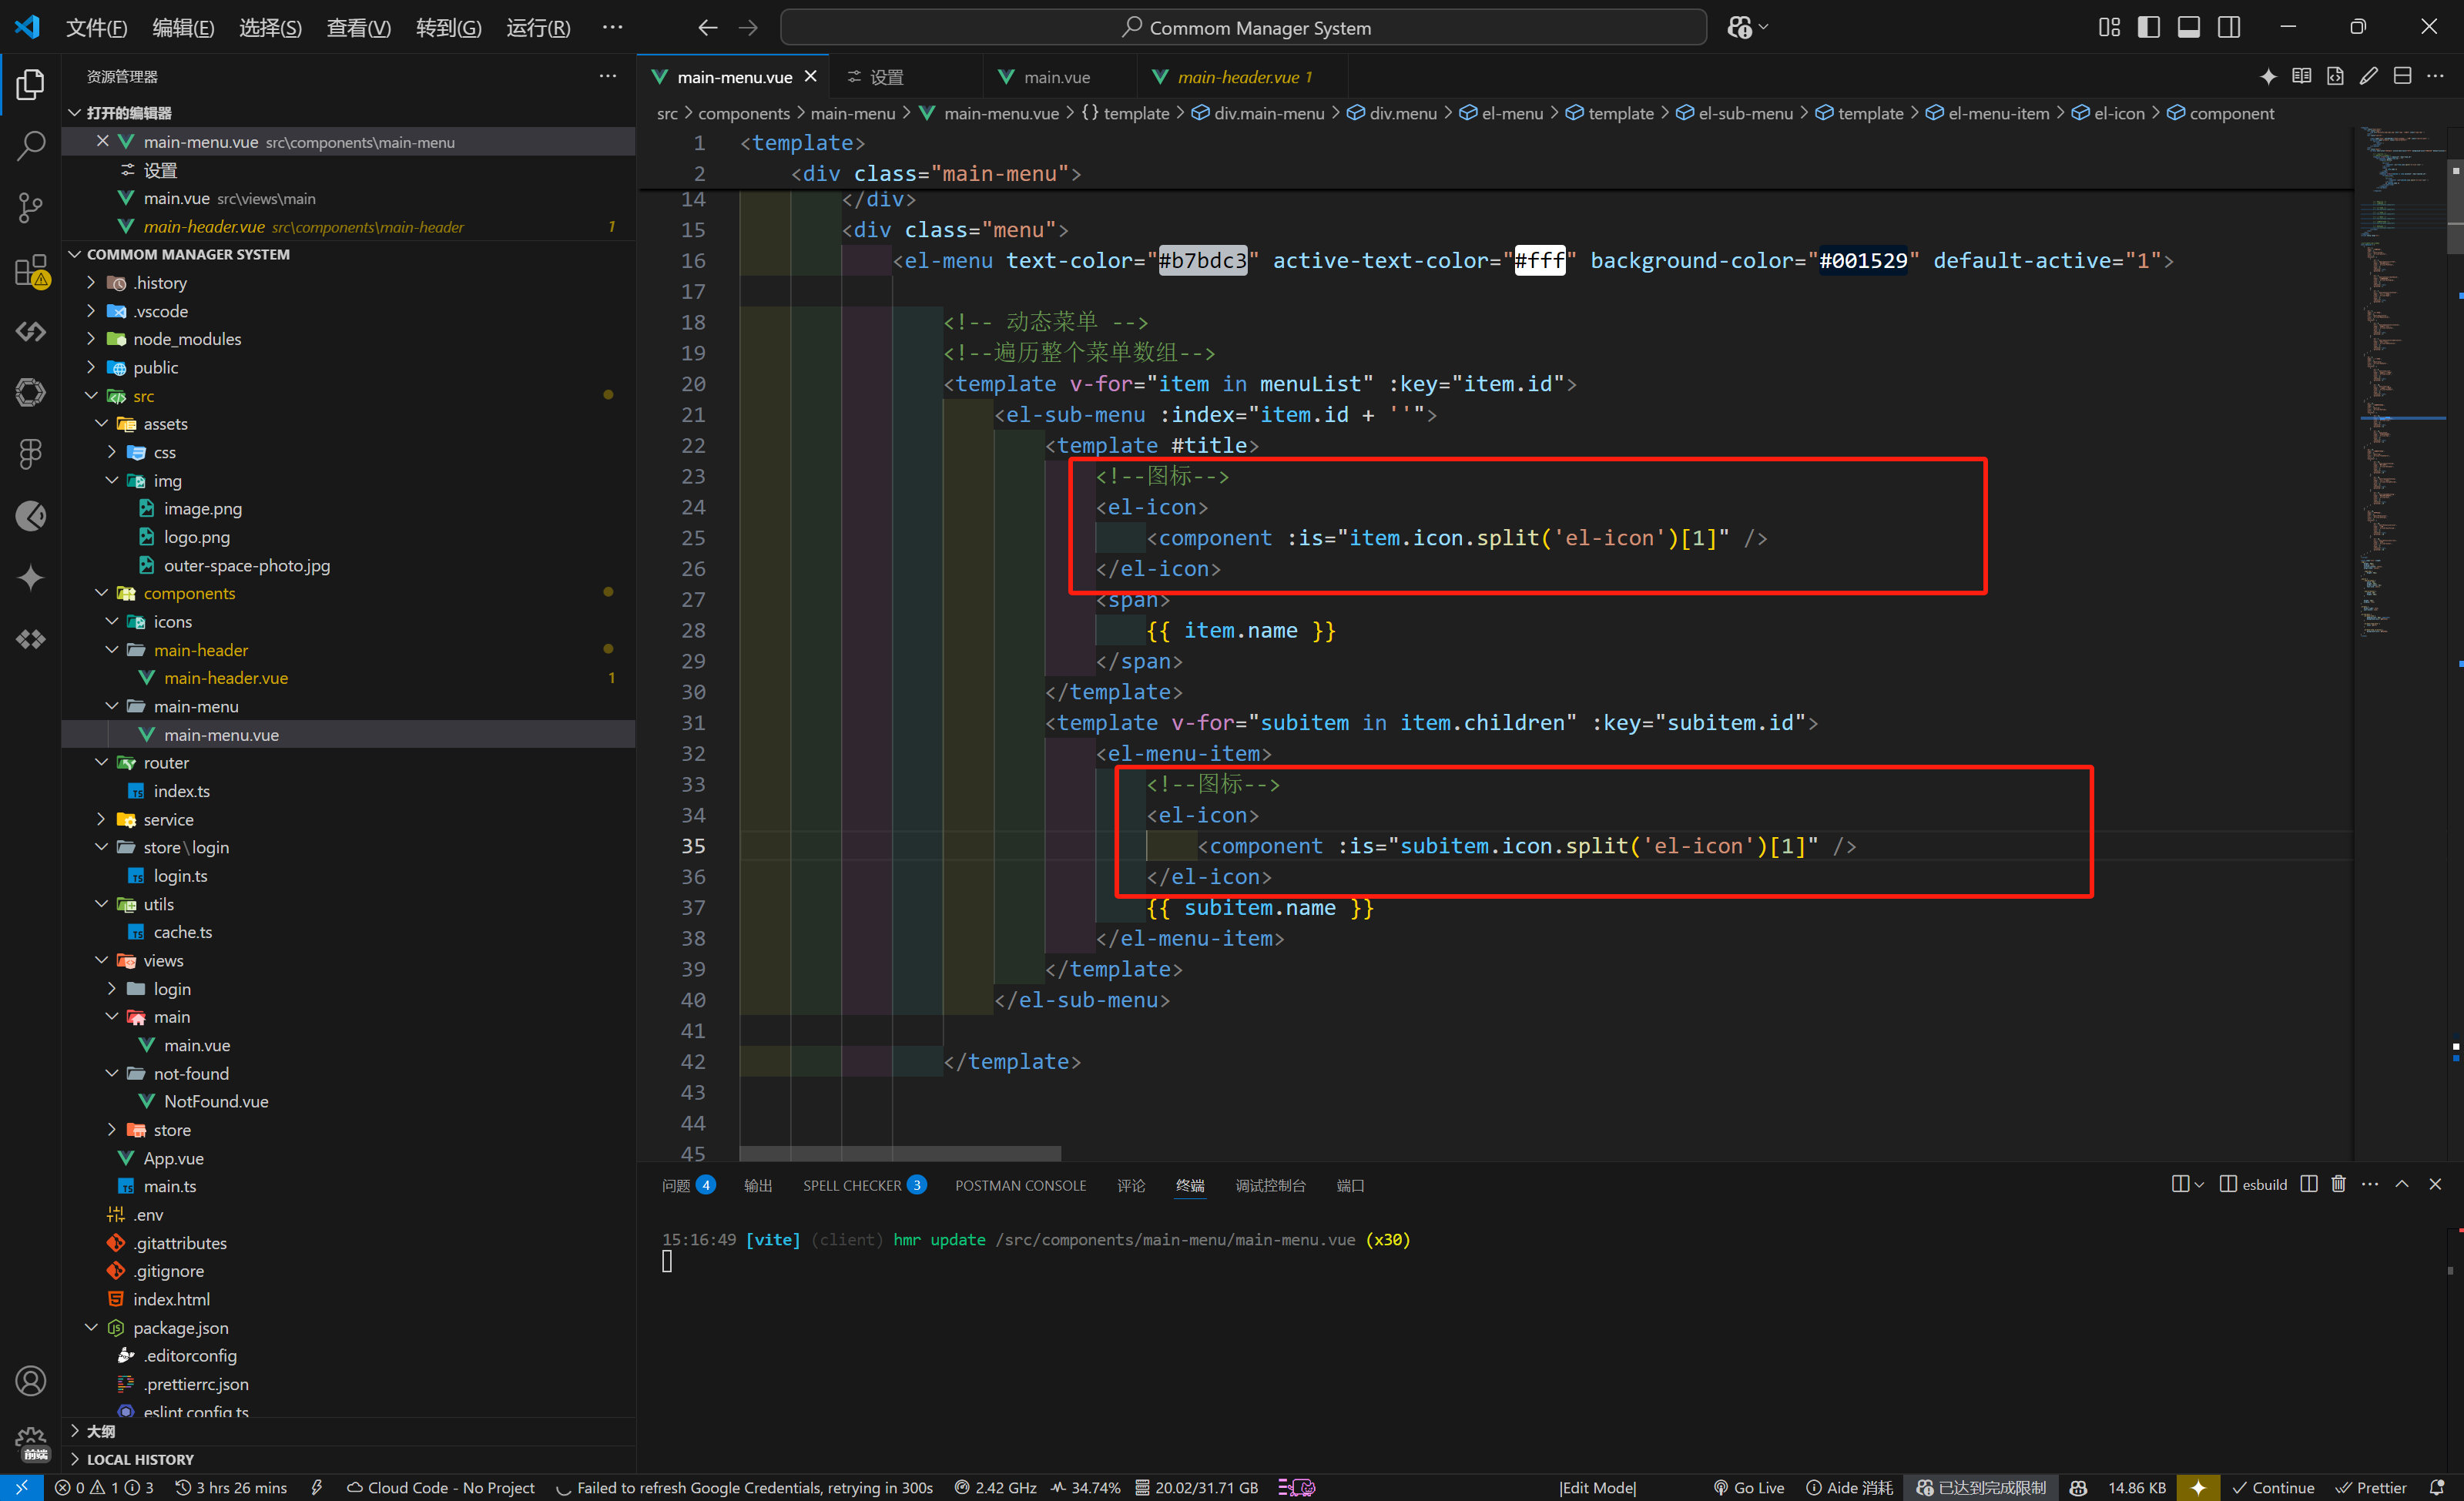 文件(F) 编辑(E) 选择(S) 查看(V) 转到(G) 运行(R) ··· Commom Manager System
资源管理器 ···
打开的编辑器
main-menu.vue src\components\main-menu
设置
main.vue src\views\main
main-header.vue src\components\main-header 1
COMMOM MANAGER SYSTEM
.history
.vscode
node_modules
public
src
assets
css
img
image.png
logo.png
outer-space-photo.jpg
components
icons
main-header
main-header.vue 1
main-menu
main-menu.vue
router
index.ts
service
store\login
login.ts
utils
cache.ts
views
login
main
main.vue
not-found
NotFound.vue
store
App.vue
main.ts
.env
.gitattributes
.gitignore
index.html
package.json
.editorconfig
.prettierrc.json
eslint.config.ts
大纲
LOCAL HISTORY
前端
main-menu.vue 设置 main.vue main-header.vue 1
src > components > main-menu > main-menu.vue > {} template > div.main-menu > div.menu > el-menu > template > el-sub-menu > template > el-menu-item > el-icon > component
1 <template>
2 <div class="main-menu">
14 </div>
15 <div class="menu">
16 <el-menu text-color="#b7bdc3" active-text-color="#fff" background-color="#001529" default-active="1">
17
18 <!-- 动态菜单 -->
19 <!--遍历整个菜单数组-->
20 <template v-for="item in menuList" :key="item.id">
21 <el-sub-menu :index="item.id + ''">
22 <template #title>
23 <!--图标-->
24 <el-icon>
25 <component :is="item.icon.split('el-icon')[1]" />
26 </el-icon>
27 <span>
28 {{ item.name }}
29 </span>
30 </template>
31 <template v-for="subitem in item.children" :key="subitem.id">
32 <el-menu-item>
33 <!--图标-->
34 <el-icon>
35 <component :is="subitem.icon.split('el-icon')[1]" />
36 </el-icon>
37 {{ subitem.name }}
38 </el-menu-item>
39 </template>
40 </el-sub-menu>
41
42 </template>
43
44
45
问题 4 输出 SPELL CHECKER 3 POSTMAN CONSOLE 评论 终端 调试控制台 端口 esbuild
15:16:49 [vite] (client) hmr update /src/components/main-menu/main-menu.vue (x30)
0 1 3 3 hrs 26 mins Cloud Code - No Project Failed to refresh Google Credentials, retrying in 300s 2.42 GHz 34.74% 20.02/31.71 GB |Edit Mode| Go Live Aide 消耗 已达到完成限制 14.86 KB Continue Prettier